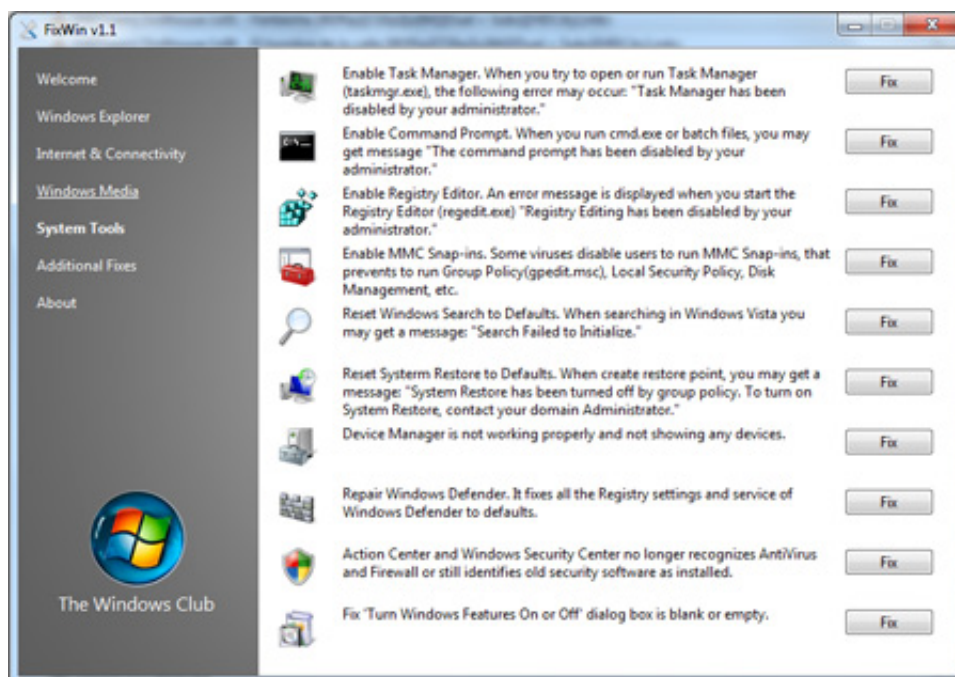 FixWin v1.1
Welcome
Windows Explorer
Internet & Connectivity
Windows Media
System Tools
Additional Fixes
About
The Windows Club
Enable Task Manager. When you try to open or run Task Manager
(taskmgr.exe), the following error may occur: "Task Manager has been
disabled by your administrator."
Fix
Enable Command Prompt. When you run cmd.exe or batch files, you may
get message "The command prompt has been disabled by your
administrator."
Fix
Enable Registry Editor. An error message is displayed when you start the
Registry Editor (regedit.exe) "Registry Editing has been disabled by your
administrator."
Fix
Enable MMC Snap-ins. Some viruses disable users to run MMC Snap-ins, that
prevents to run Group Policy(gpedit.msc), Local Security Policy, Disk
Management, etc.
Fix
Reset Windows Search to Defaults. When searching in Windows Vista you
may get a message: "Search Failed to Initialize."
Fix
Reset Systerm Restore to Defaults. When create restore point, you may get a
message: "System Restore has been turned off by group policy. To turn on
System Restore, contact your domain Administrator."
Fix
Device Manager is not working properly and not showing any devices.
Fix
Repair Windows Defender. It fixes all the Registry settings and service of
Windows Defender to defaults.
Fix
Action Center and Windows Security Center no longer recognizes AntiVirus
and Firewall or still identifies old security software as installed.
Fix
Fix 'Turn Windows Features On or Off' dialog box is blank or empty.
Fix